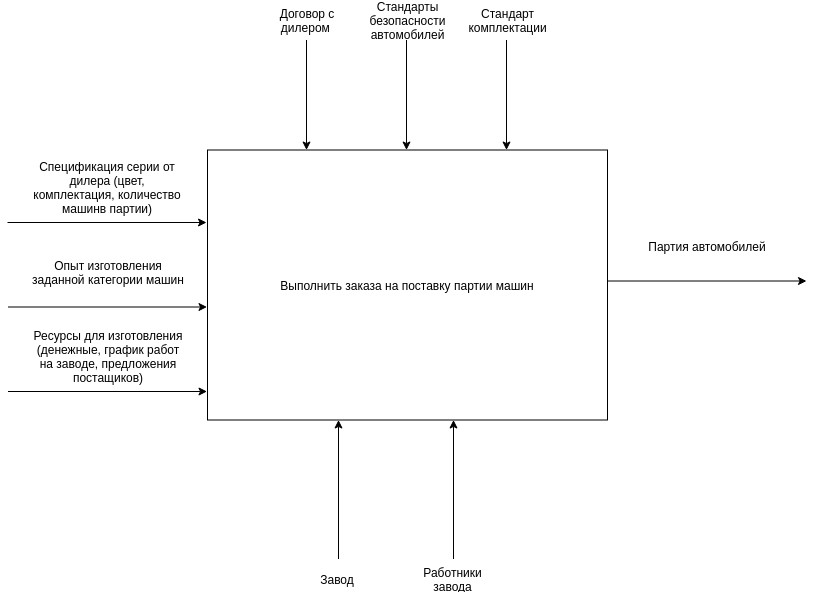 Договор с
дилером
Стандарты
безопасности
автомобилей
Стандарт
комплектации
Спецификация серии от
дилера (цвет,
комплектация, количество
машинв партии)
Опыт изготовления
заданной категории машин
Ресурсы для изготовления
(денежные, график работ
на заводе, предложения
постащиков)
Выполнить заказа на поставку партии машин
Партия автомобилей
Завод
Работники
завода